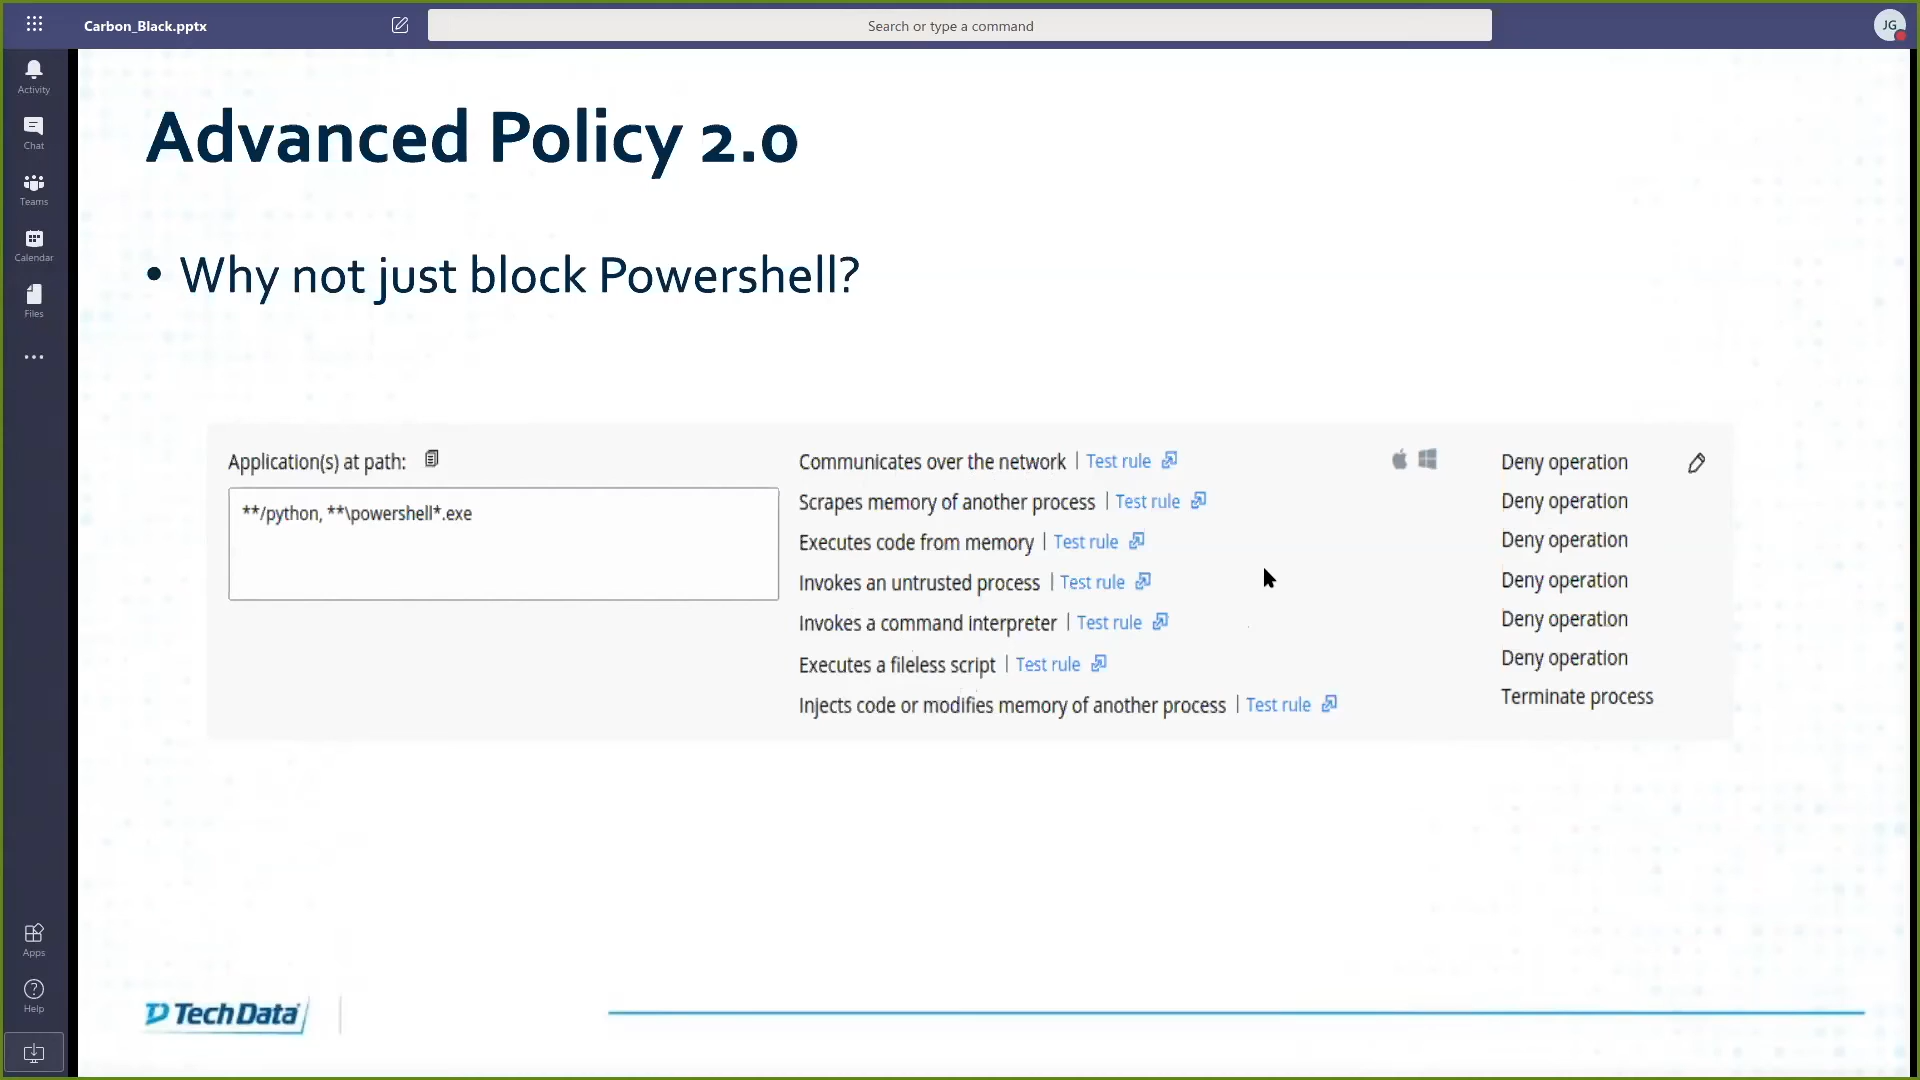 Carbon_Black.pptx
Search or type a command
JG
Activity
Chat
Teams
Calendar
Files
Apps
Help
Advanced Policy 2.0
• Why not just block Powershell?
Application(s) at path:
**/python, **\powershell*.exe
Communicates over the network | Test rule Deny operation
Scrapes memory of another process | Test rule Deny operation
Executes code from memory | Test rule Deny operation
Invokes an untrusted process | Test rule Deny operation
Invokes a command interpreter | Test rule Deny operation
Executes a fileless script | Test rule Deny operation
Injects code or modifies memory of another process | Test rule Terminate process
TechData